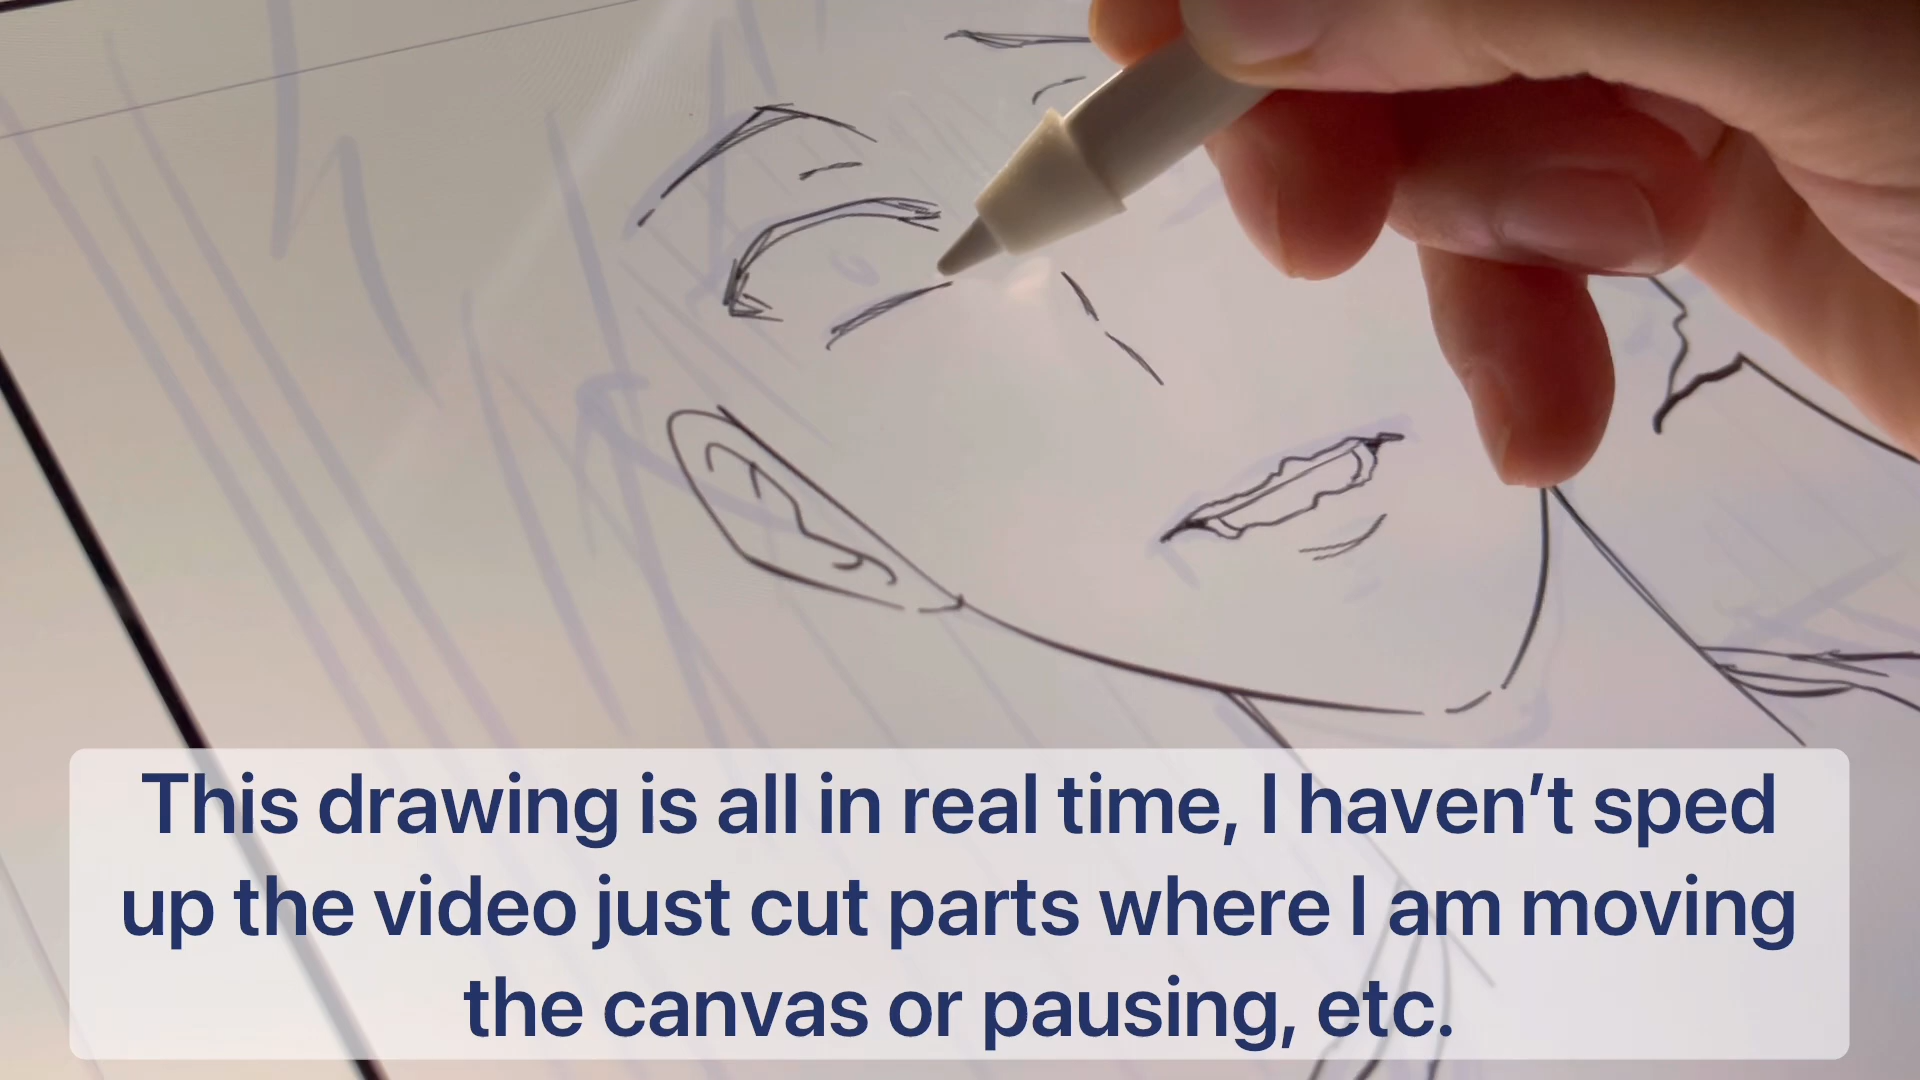 This drawing is all in real time, I haven’t sped
up the video just cut parts where I am moving
the canvas or pausing, etc.